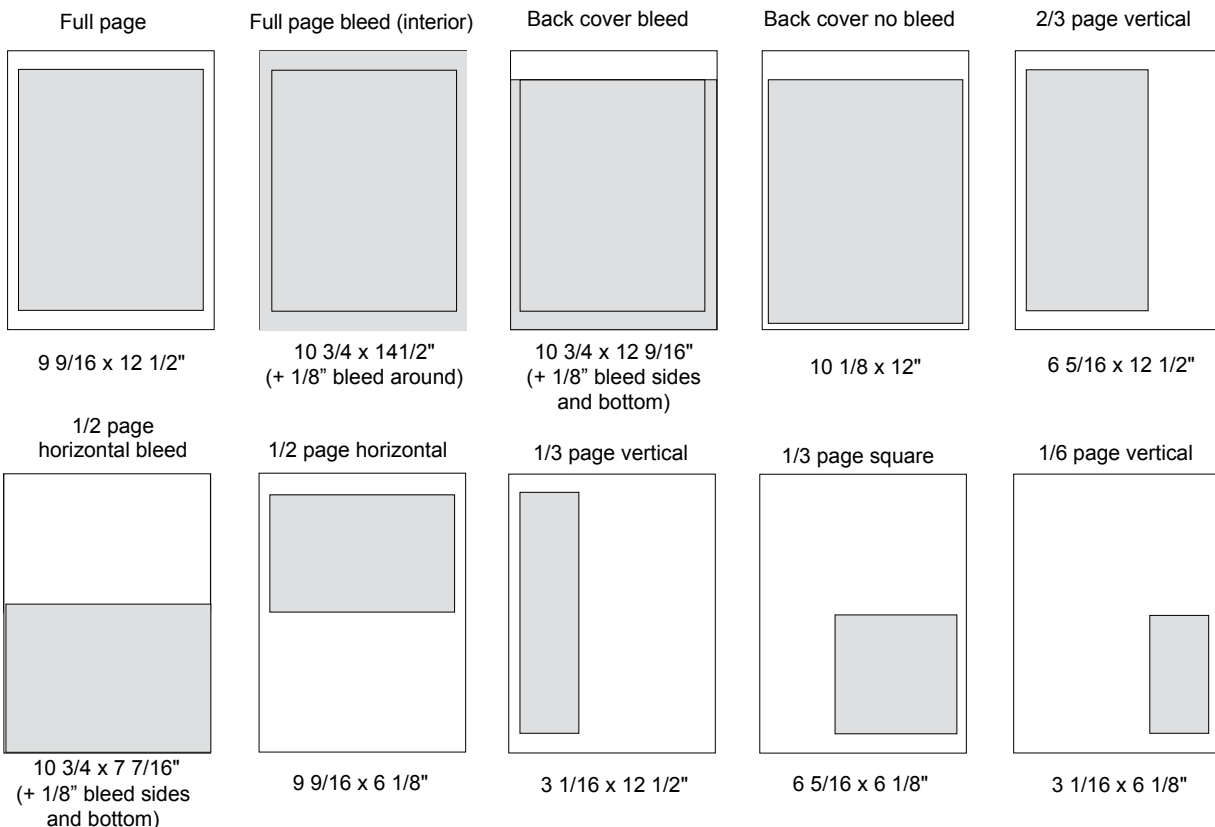 Full page
Full page bleed (interior)
Back cover bleed
Back cover no bleed
2/3 page vertical
9 9/16 x 12 1/2"
10 3/4 x 141/2"
(+ 1/8” bleed around)
10 3/4 x 12 9/16"
(+ 1/8” bleed sides
and bottom)
10 1/8 x 12"
6 5/16 x 12 1/2"
1/2 page
horizontal bleed
1/2 page horizontal
1/3 page vertical
1/3 page square
1/6 page vertical
10 3/4 x 7 7/16"
(+ 1/8” bleed sides
and bottom)
9 9/16 x 6 1/8"
3 1/16 x 12 1/2"
6 5/16 x 6 1/8"
3 1/16 x 6 1/8"